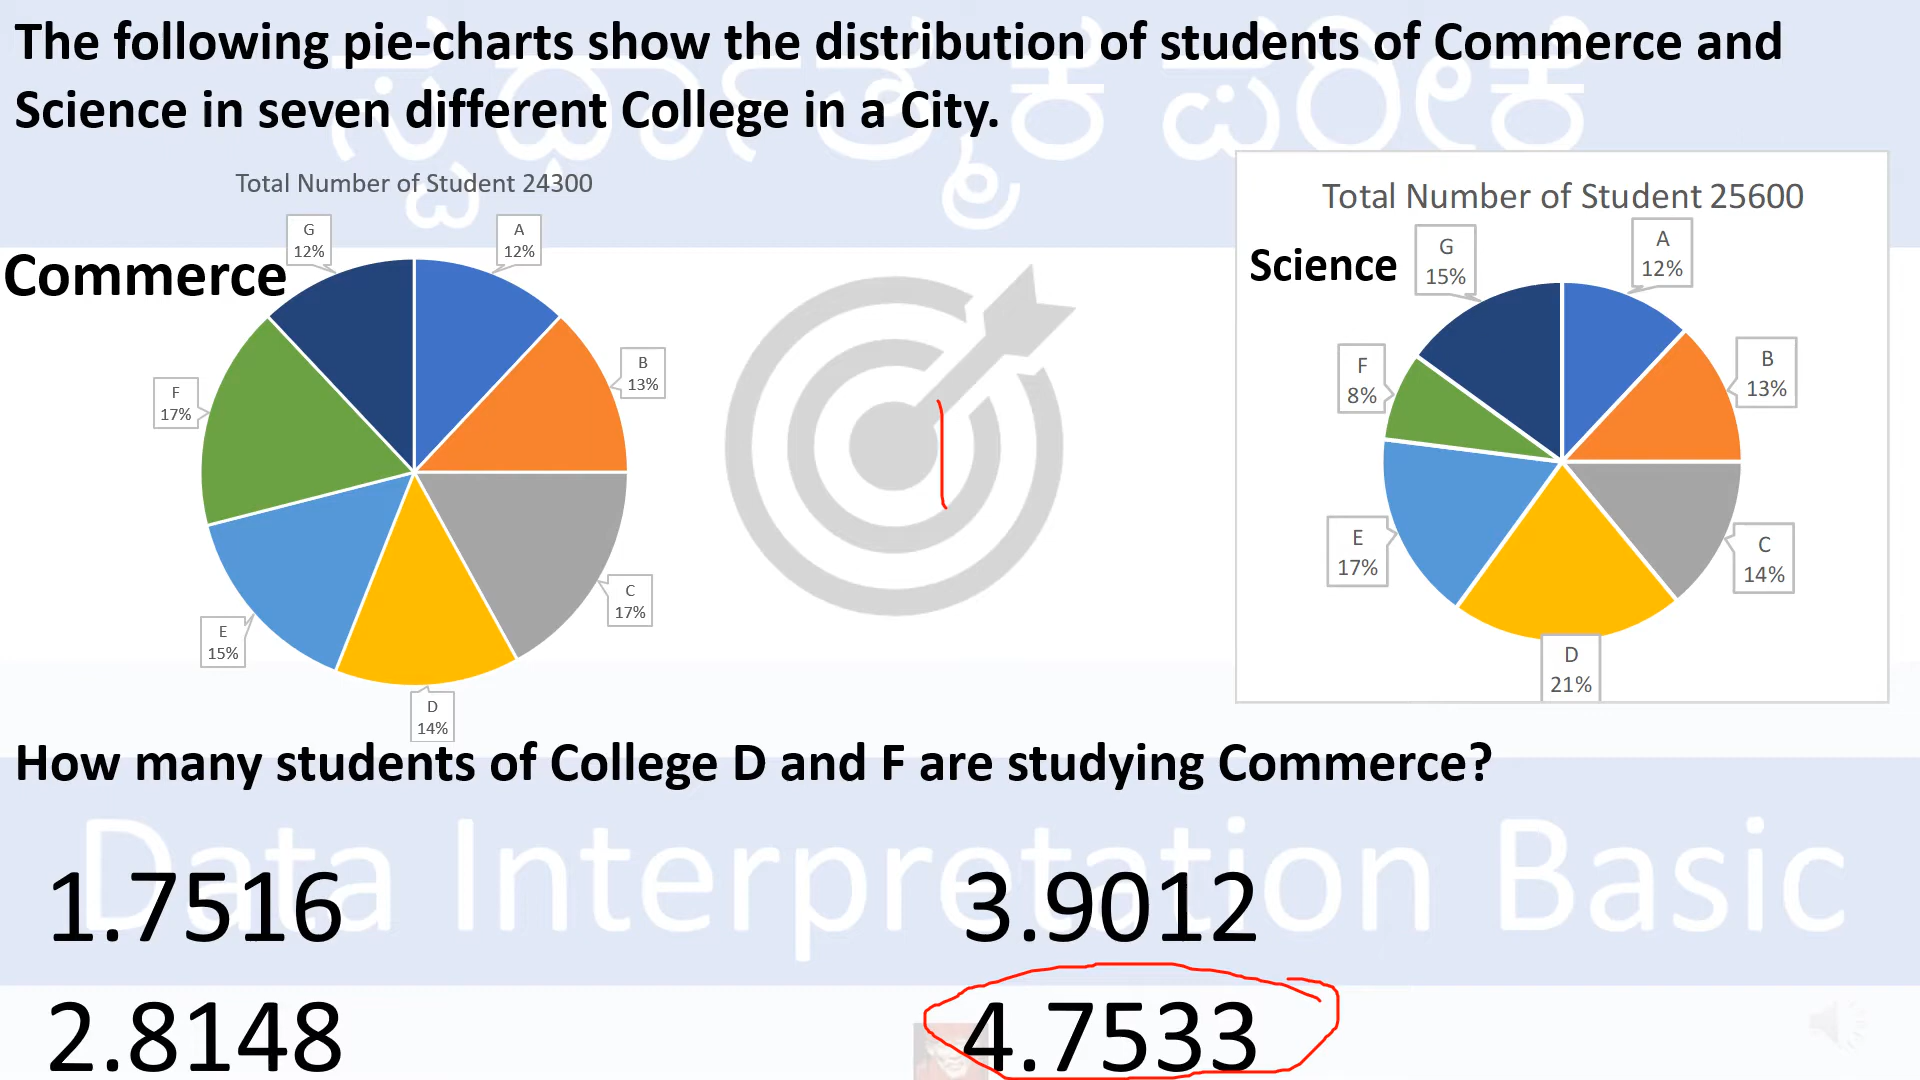 The following pie-charts show the distribution of students of Commerce and
Science in seven different College in a City.
ಸ್ಪರ್ಧಾತ್ಮಕ ಪರೀಕ್ಷೆ
Total Number of Student 24300
Commerce
G
12%
A
12%
B
13%
F
17%
C
17%
E
15%
D
14%
Total Number of Student 25600
Science
G
15%
A
12%
B
13%
F
8%
E
17%
C
14%
D
21%
How many students of College D and F are studying Commerce?
Data Interpretation Basic
1.7516
3.9012
2.8148
4.7533